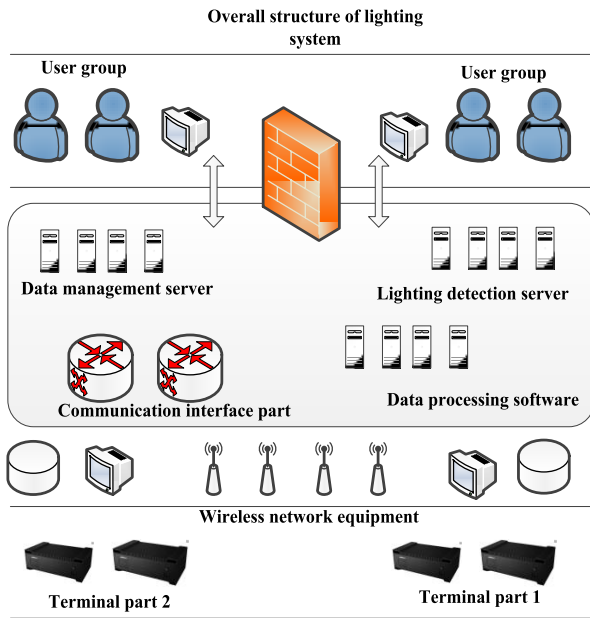 Overall structure of lighting
system
User group
User group
Data management server
Lighting detection server
Communication interface part
Data processing software
Wireless network equipment
Terminal part 2
Terminal part 1